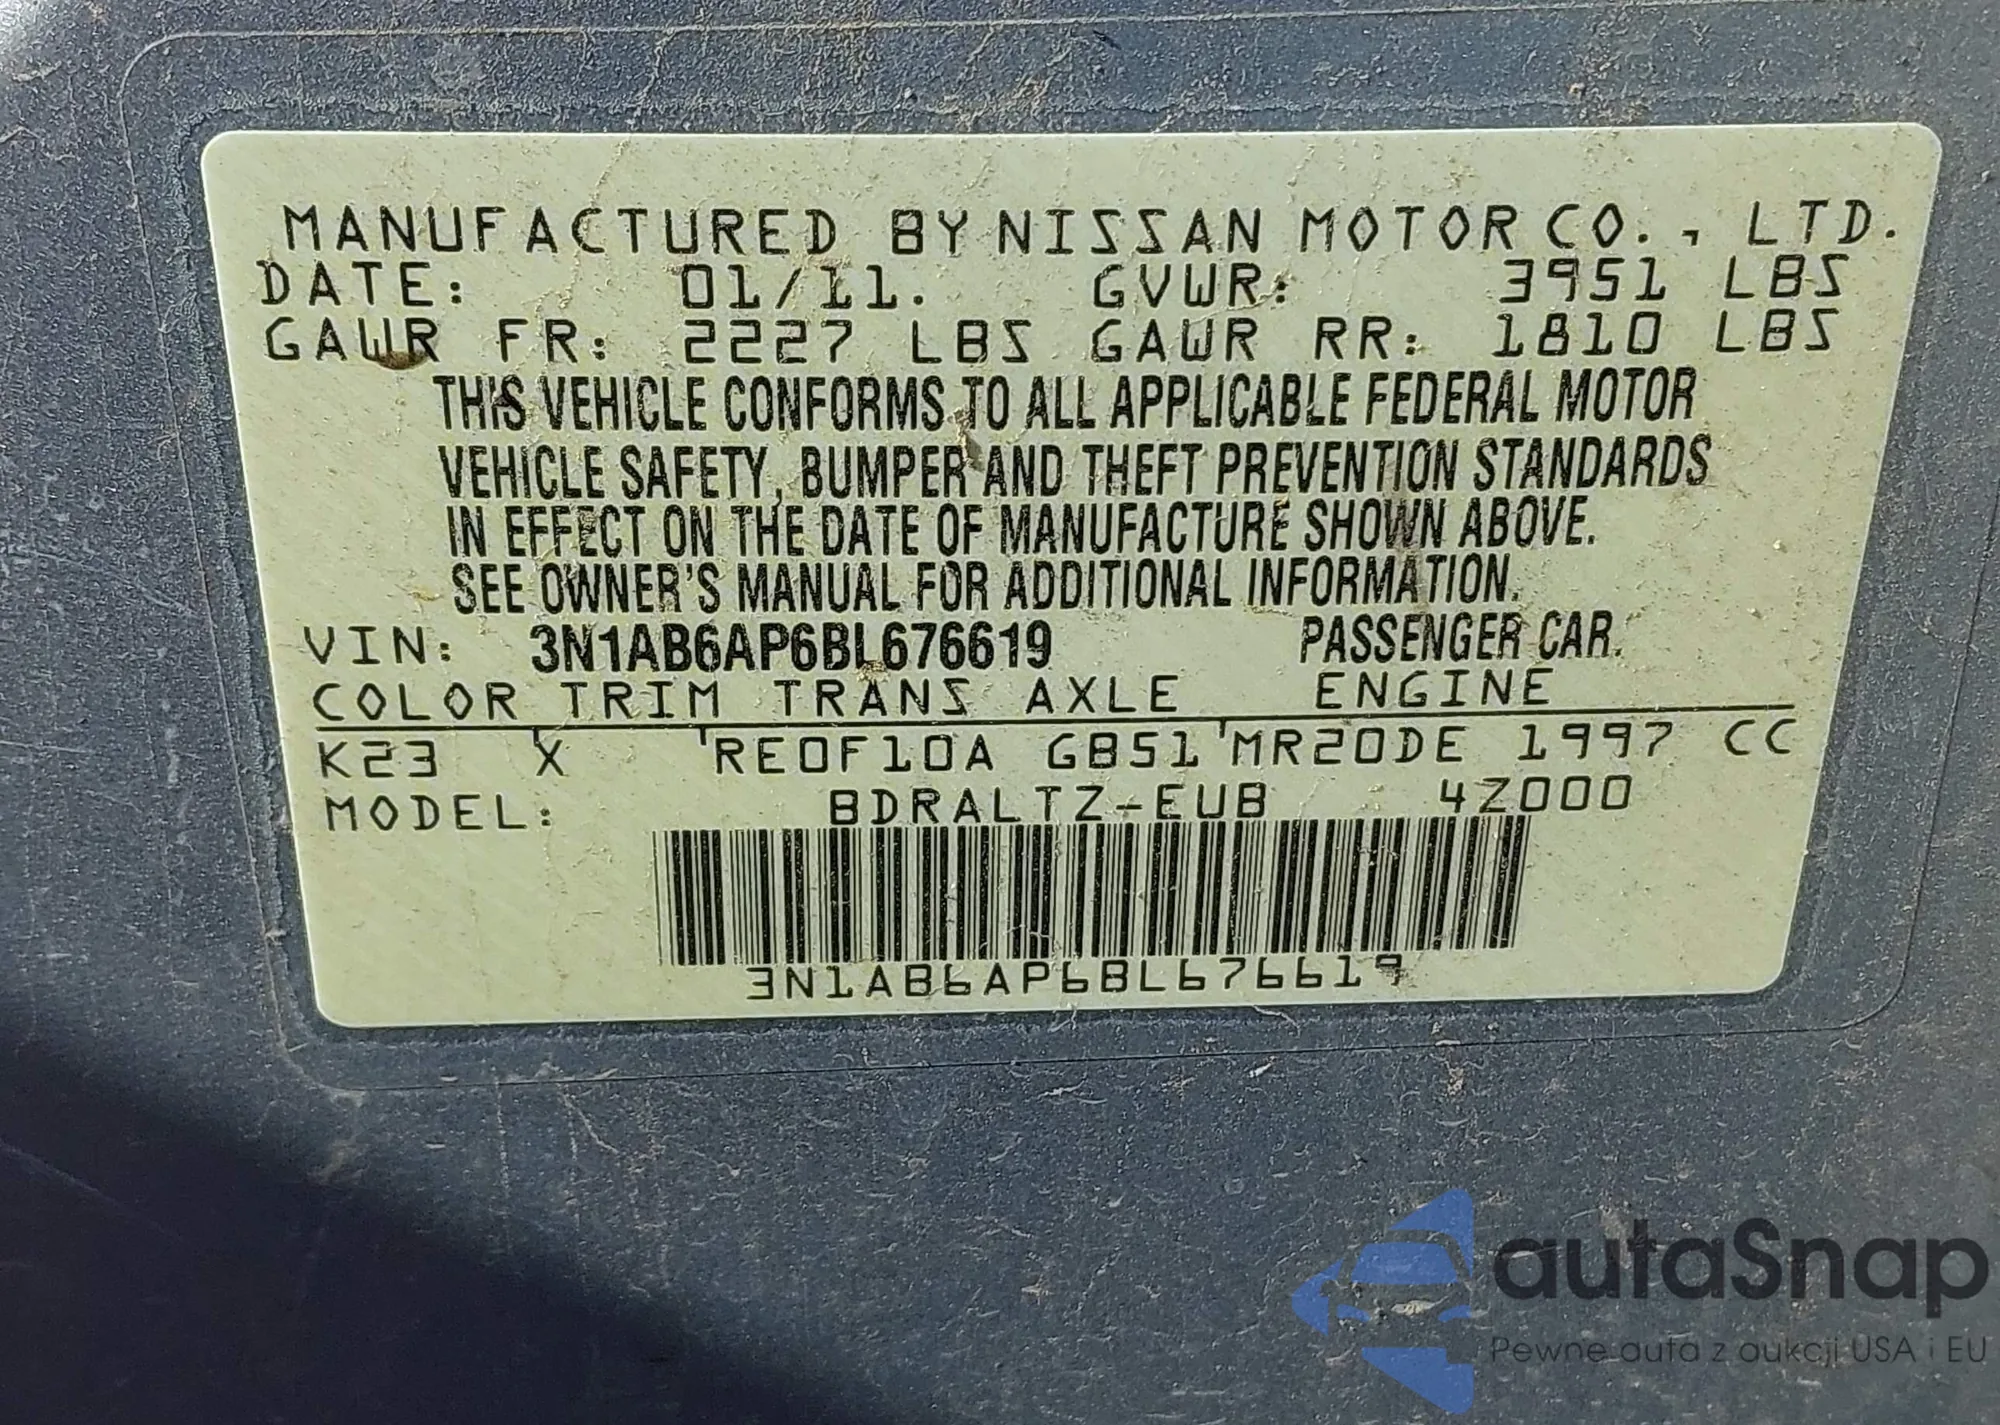 MANUFACTURED BY NISSAN MOTOR CO., LTD.
DATE: 01/11. GVWR: 3951 LBS
GAWR FR: 2227 LBS GAWR RR: 1810 LBS
THIS VEHICLE CONFORMS TO ALL APPLICABLE FEDERAL MOTOR
VEHICLE SAFETY, BUMPER AND THEFT PREVENTION STANDARDS
IN EFFECT ON THE DATE OF MANUFACTURE SHOWN ABOVE.
SEE OWNER'S MANUAL FOR ADDITIONAL INFORMATION.
VIN: 3N1AB6AP6BL676619 PASSENGER CAR.
COLOR TRIM TRANS AXLE ENGINE
K23 X RE0F10A GB51 MR20DE 1997 CC
MODEL: BDRALTZ-EUB 4Z000
3N1AB6AP6BL676619
autaSnap
Pewne auta z aukcji USA i EU